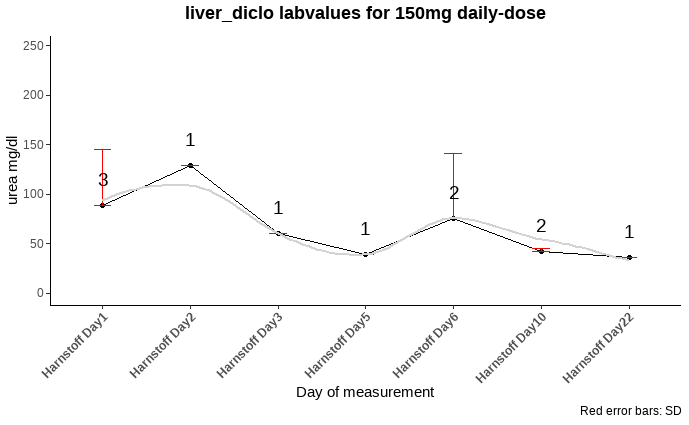 liver_diclo labvalues for 150mg daily-dose
urea mg/dl
250
200
150
100
50
0
3
1
1
1
2
2
1
Harnstoff Day1
Harnstoff Day2
Harnstoff Day3
Harnstoff Day5
Harnstoff Day6
Harnstoff Day10
Harnstoff Day22
Day of measurement
Red error bars: SD